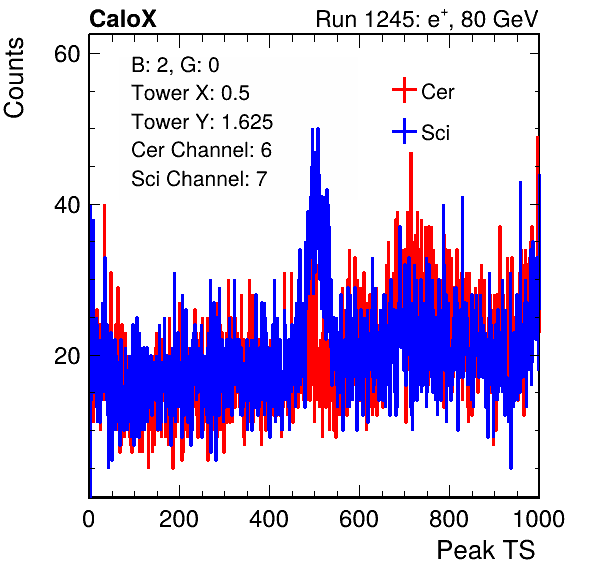 CaloX Run 1245: e⁺, 80 GeV
Counts
60
40
20
B: 2, G: 0
Tower X: 0.5
Tower Y: 1.625
Cer Channel: 6
Sci Channel: 7
Cer
Sci
0 200 400 600 800 1000
Peak TS